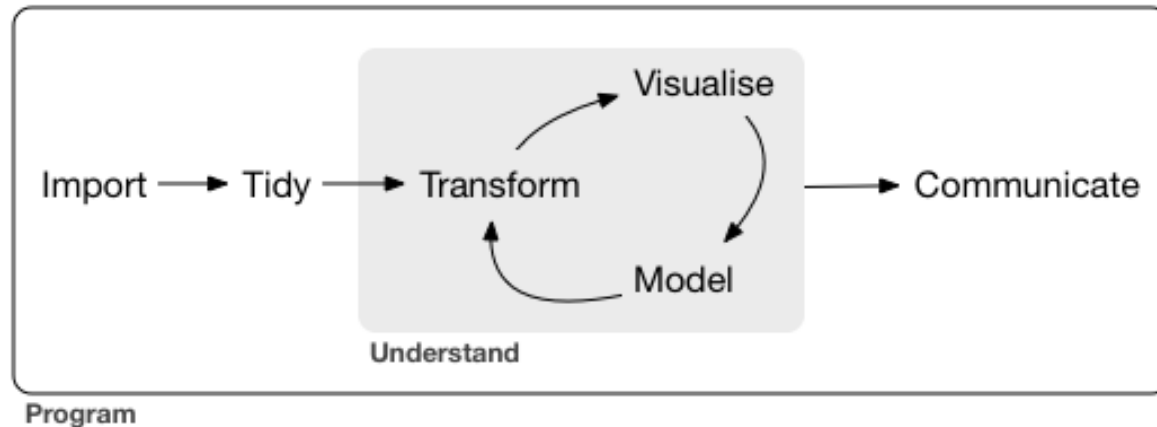 Visualise
Import
Tidy
Transform
Communicate
Model
Understand
Program